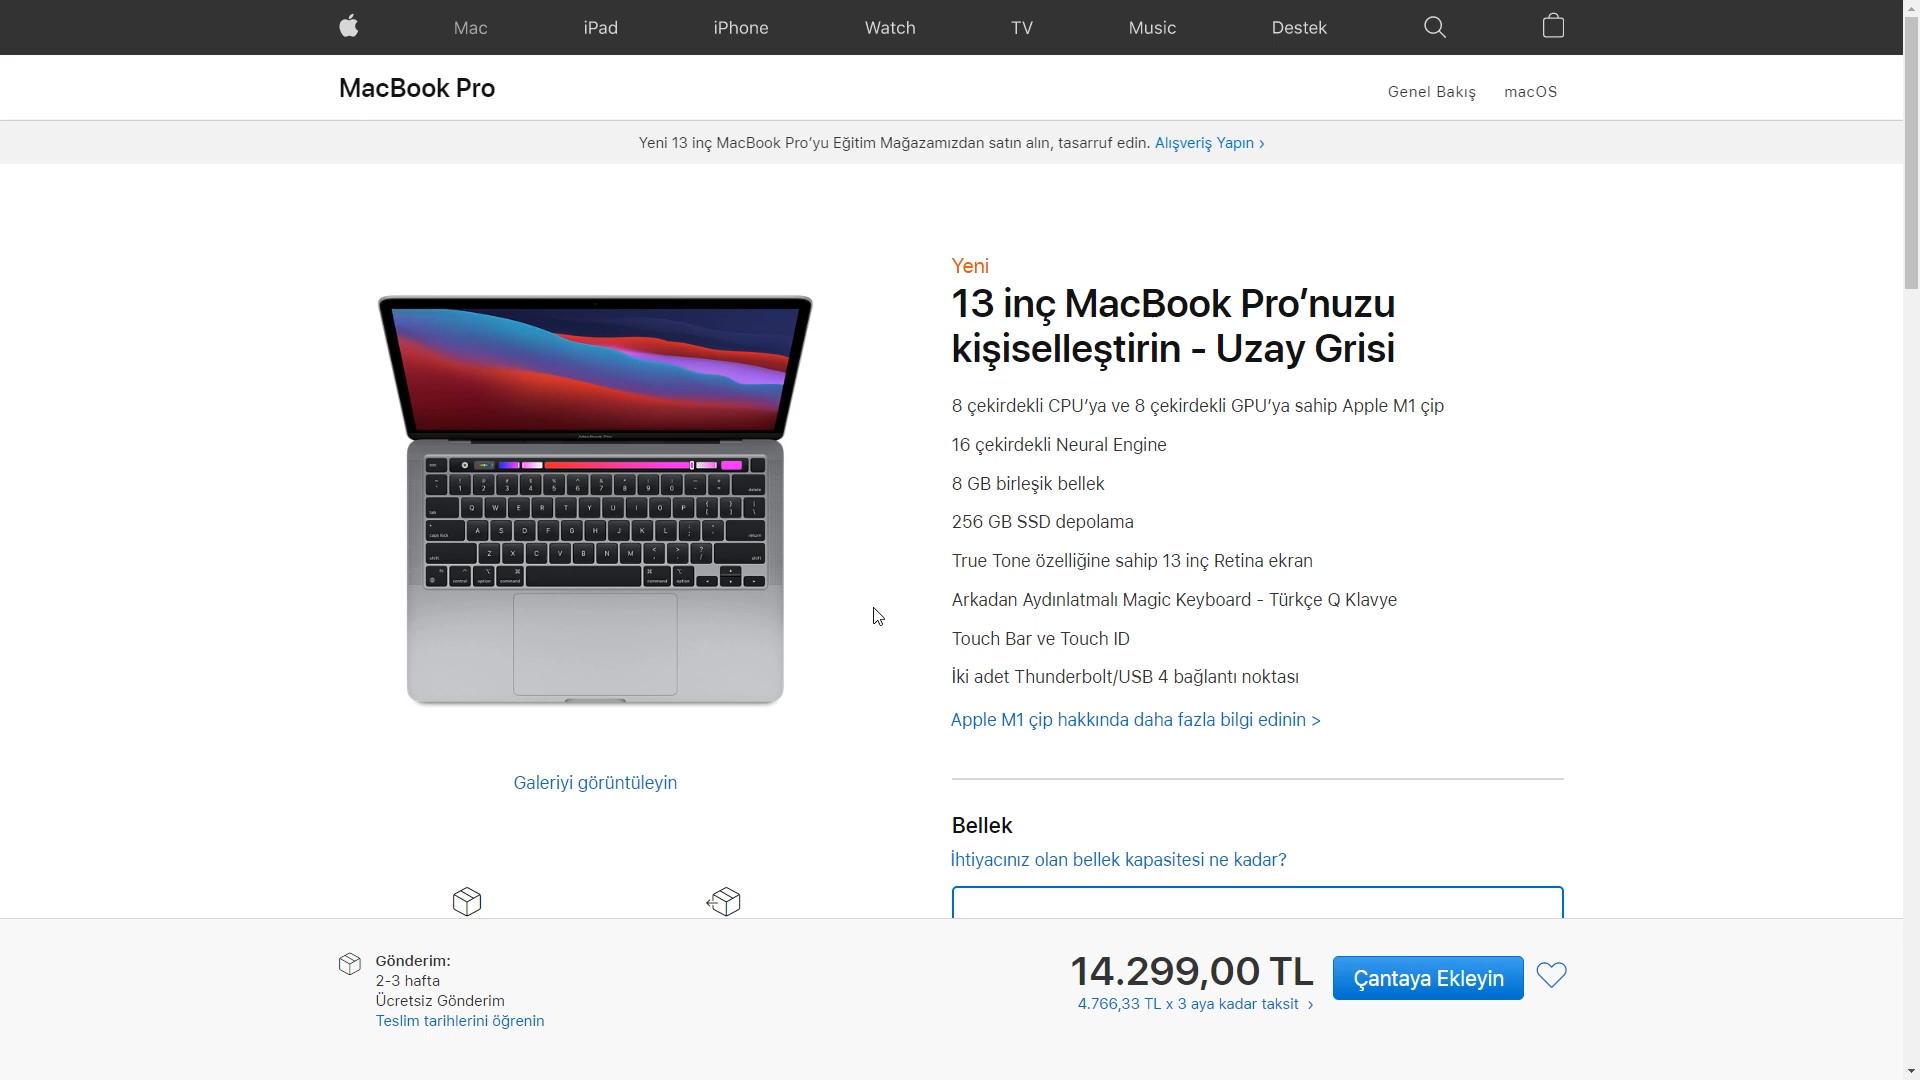 Mac
iPad
iPhone
Watch
TV
Music
Destek
MacBook Pro
Genel Bakış
macOS
Yeni 13 inç MacBook Pro’yu Eğitim Mağazamızdan satın alın, tasarruf edin. Alışveriş Yapın ›
Yeni
13 inç MacBook Pro’nuzu
kişiselleştirin - Uzay Grisi
8 çekirdekli CPU’ya ve 8 çekirdekli GPU’ya sahip Apple M1 çip
16 çekirdekli Neural Engine
8 GB birleşik bellek
256 GB SSD depolama
True Tone özelliğine sahip 13 inç Retina ekran
Arkadan Aydınlatmalı Magic Keyboard - Türkçe Q Klavye
Touch Bar ve Touch ID
İki adet Thunderbolt/USB 4 bağlantı noktası
Apple M1 çip hakkında daha fazla bilgi edinin >
Galeriyi görüntüleyin
Bellek
İhtiyacınız olan bellek kapasitesi ne kadar?
Gönderim:
2-3 hafta
Ücretsiz Gönderim
Teslim tarihlerini öğrenin
14.299,00 TL
4.766,33 TL x 3 aya kadar taksit ›
Çantaya Ekleyin